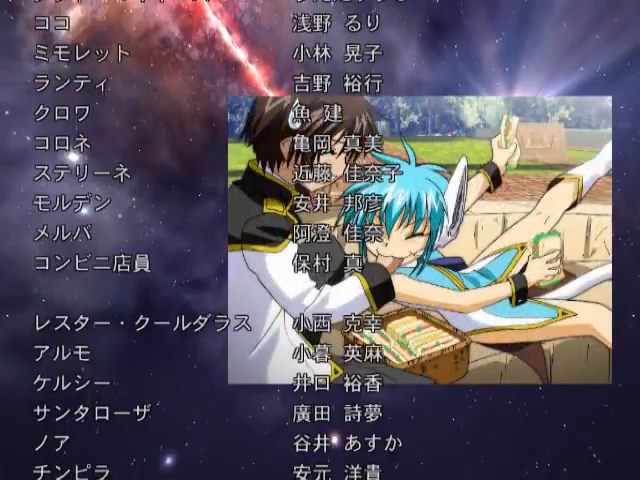 ココ 浅野 るり
ミモレット 小林 晃子
ランティ 吉野 裕行
クロワ 魚 建
コロネ 亀岡 真美
ステリーネ 近藤 佳奈子
モルデン 安井 邦彦
メルバ 阿澄 佳奈
コンビニ店員 保村 真
レスター・クールダラス 小西 克幸
アルモ 小暮 英麻
ケルシー 井口 裕香
サンタローザ 廣田 詩夢
ノア 谷井 あすか
チンピラ 安元 洋貴